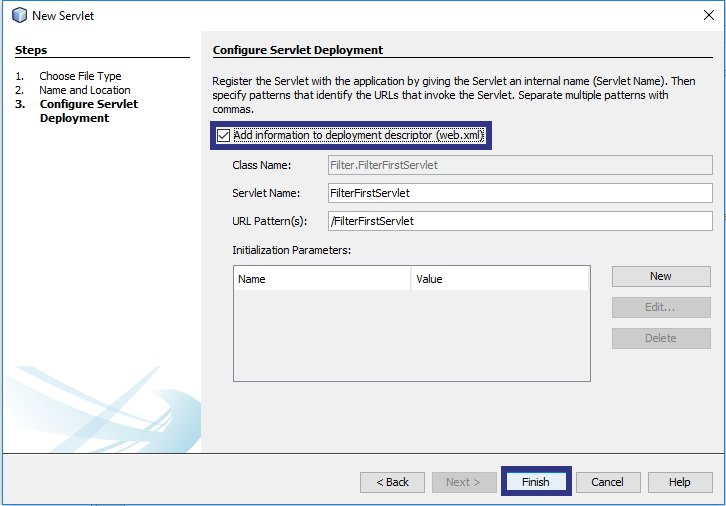 New Servlet
Steps
1. Choose File Type
2. Name and Location
3. Configure Servlet
Deployment
Configure Servlet Deployment
Register the Servlet with the application by giving the Servlet an internal name (Servlet Name). Then
specify patterns that identify the URLs that invoke the Servlet. Separate multiple patterns with
commas.
Add information to deployment descriptor (web.xml)
Class Name: Filter.FilterFirstServlet
Servlet Name: FilterFirstServlet
URL Pattern(s): /FilterFirstServlet
Initialization Parameters:
Name Value
New
Edit...
Delete
< Back Next > Finish Cancel Help